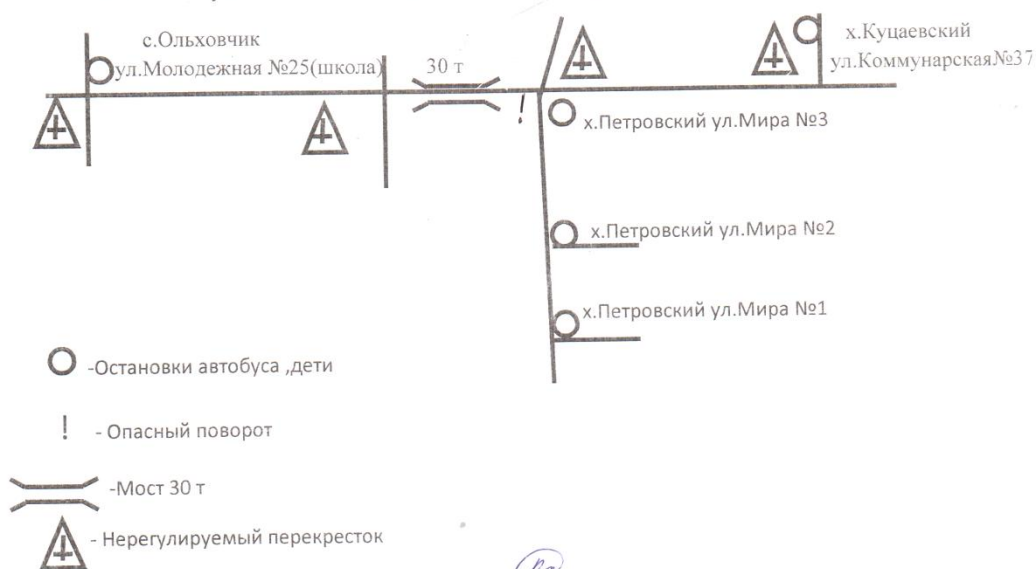 с.Ольховчик
ул.Молодежная №25(школа)
30 т
х.Куцаевский
ул.Коммунарская№37
!
х.Петровский ул.Мира №3
х.Петровский ул.Мира №2
х.Петровский ул.Мира №1
-Остановки автобуса ,дети
! - Опасный поворот
-Мост 30 т
- Нерегулируемый перекресток